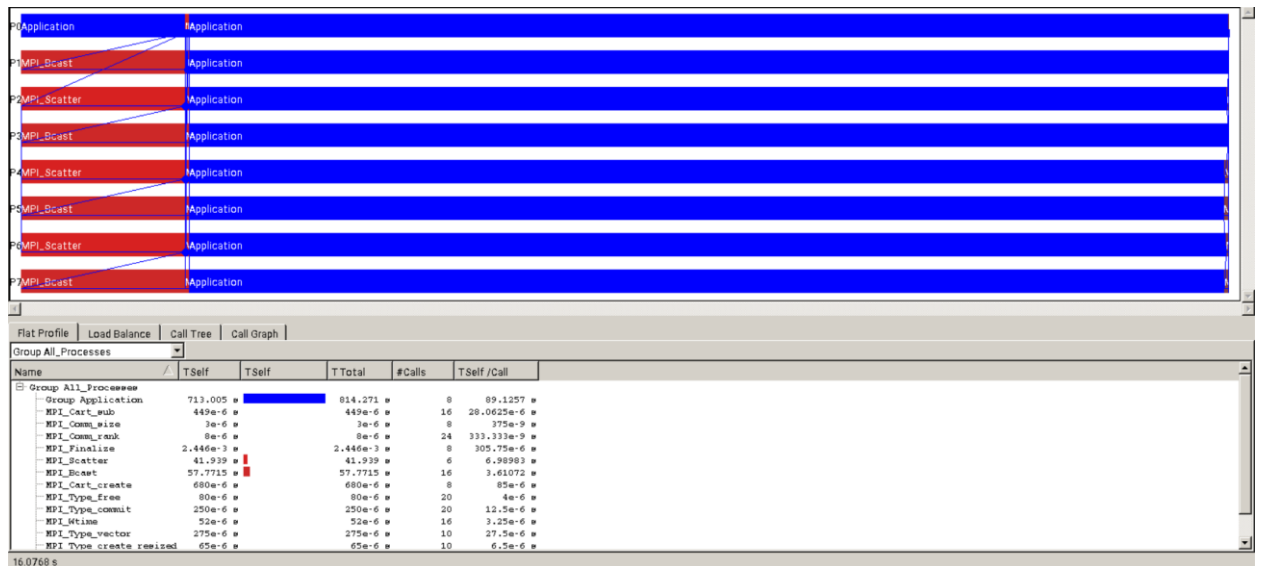 P0 Application Application
P1 MPI_Bcast Application
P2 MPI_Scatter Application
P3 MPI_Bcast Application
P4 MPI_Scatter Application
P5 MPI_Bcast Application
P6 MPI_Scatter Application
P7 MPI_Bcast Application
Flat Profile Load Balance Call Tree Call Graph
Group All_Processes
Name TSelf TSelf TTotal #Calls TSelf /Call
Group All_Processes
Group Application 713.005 s 814.271 s 8 89.1257 s
MPI_Cart_sub 449e-6 s 449e-6 s 16 28.0625e-6 s
MPI_Comm_size 3e-6 s 3e-6 s 8 375e-9 s
MPI_Comm_rank 8e-6 s 8e-6 s 24 333.333e-9 s
MPI_Finalize 2.446e-3 s 2.446e-3 s 8 305.75e-6 s
MPI_Scatter 41.939 s 41.939 s 6 6.98983 s
MPI_Bcast 57.7715 s 57.7715 s 16 3.61072 s
MPI_Cart_create 680e-6 s 680e-6 s 8 85e-6 s
MPI_Type_free 80e-6 s 80e-6 s 20 4e-6 s
MPI_Type_commit 250e-6 s 250e-6 s 20 12.5e-6 s
MPI_Wtime 52e-6 s 52e-6 s 16 3.25e-6 s
MPI_Type_vector 275e-6 s 275e-6 s 10 27.5e-6 s
MPI_Type_create_resized 65e-6 s 65e-6 s 10 6.5e-6 s
16.0768 s